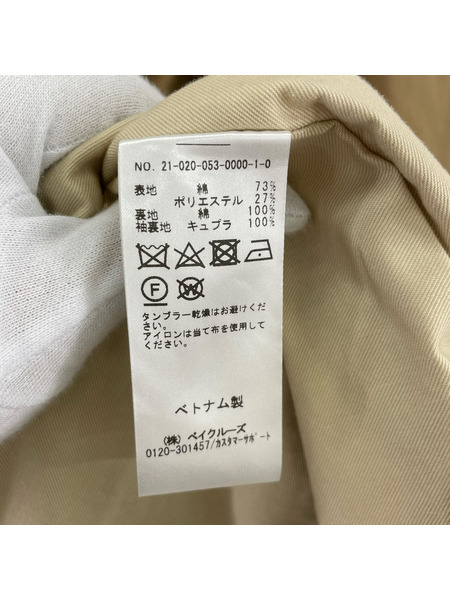 NO. 21-020-053-0000-1-0
表地 綿 73%
ポリエステル 27%
裏地 綿 100%
袖裏地 キュプラ 100%
F W
タンブラー乾燥はお避けくだ
さい。
アイロンは当て布を使用して
ください。
ベトナム製
(株) ベイクルーズ
0120-301457/カスタマーサポート